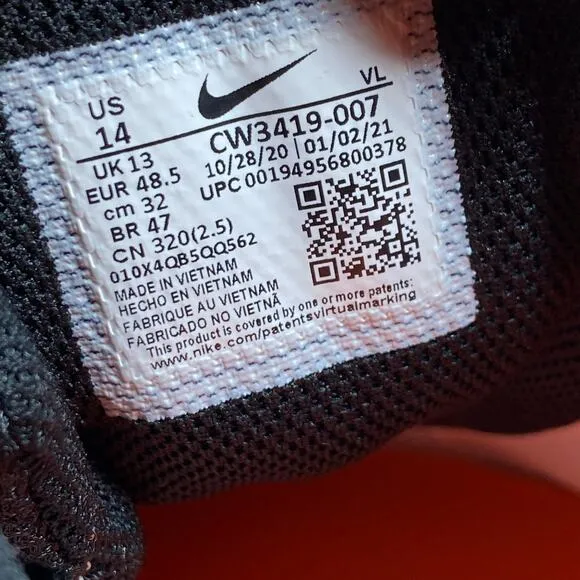 US
14
VL
UK 13
EUR 48.5
cm 32
BR 47
CN 320(2.5)
010X4QB5QQ562
CW3419-007
10/28/20 | 01/02/21
UPC 00194956800378
MADE IN VIETNAM
HECHO EN VIETNAM
FABRIQUE AU VIETNAM
FABRICADO NO VIETNÃ
This product is covered by one or more patents:
www.nike.com/patentsvirtualmarking